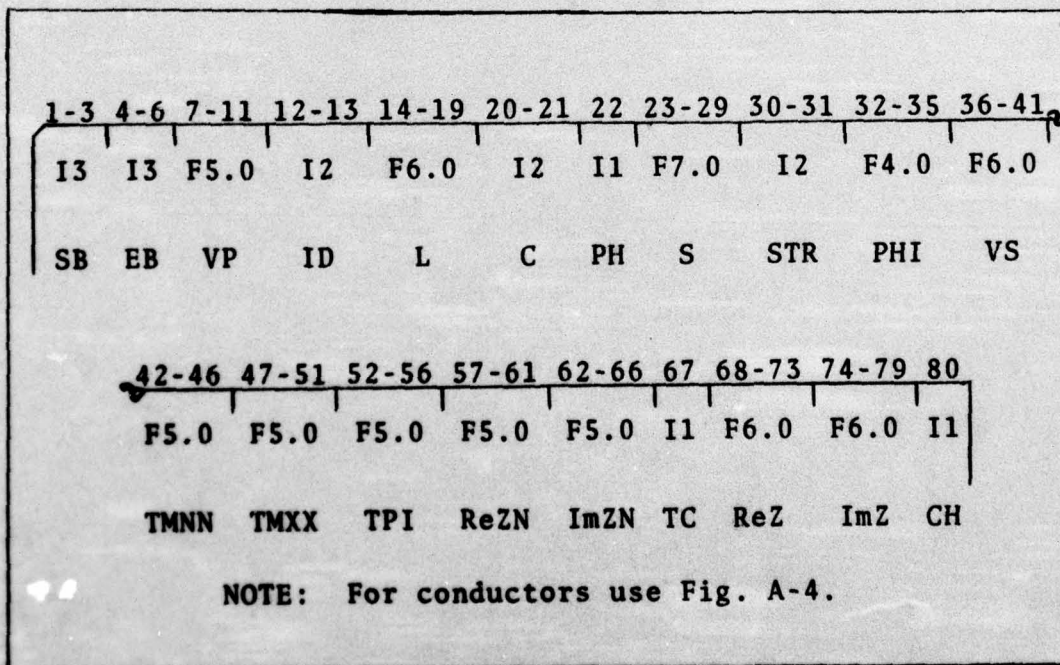 1-3 4-6 7-11 12-13 14-19 20-21 22 23-29 30-31 32-35 36-41
I3 I3 F5.0 I2 F6.0 I2 I1 F7.0 I2 F4.0 F6.0
SB EB VP ID L C PH S STR PHI VS
42-46 47-51 52-56 57-61 62-66 67 68-73 74-79 80
F5.0 F5.0 F5.0 F5.0 F5.0 I1 F6.0 F6.0 I1
TMNN TMXX TPI ReZN ImZN TC ReZ ImZ CH
NOTE: For conductors use Fig. A-4.